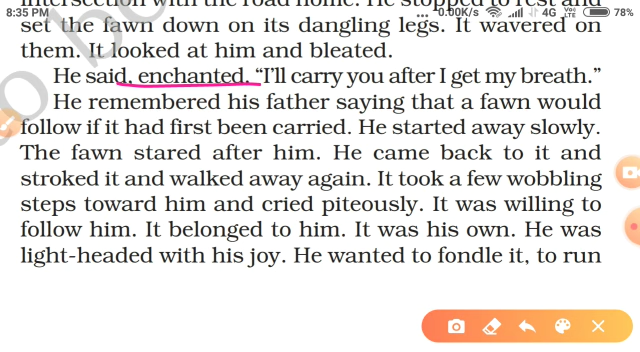 intersection with the road home. He stopped to rest and
8:35 PM ... 0.00K/s 4G VoLTE 78%
set the fawn down on its dangling legs. It wavered on
them. It looked at him and bleated.
He said, enchanted, “I’ll carry you after I get my breath.”
He remembered his father saying that a fawn would
follow if it had first been carried. He started away slowly.
The fawn stared after him. He came back to it and
stroked it and walked away again. It took a few wobbling
steps toward him and cried piteously. It was willing to
follow him. It belonged to him. It was his own. He was
light-headed with his joy. He wanted to fondle it, to run